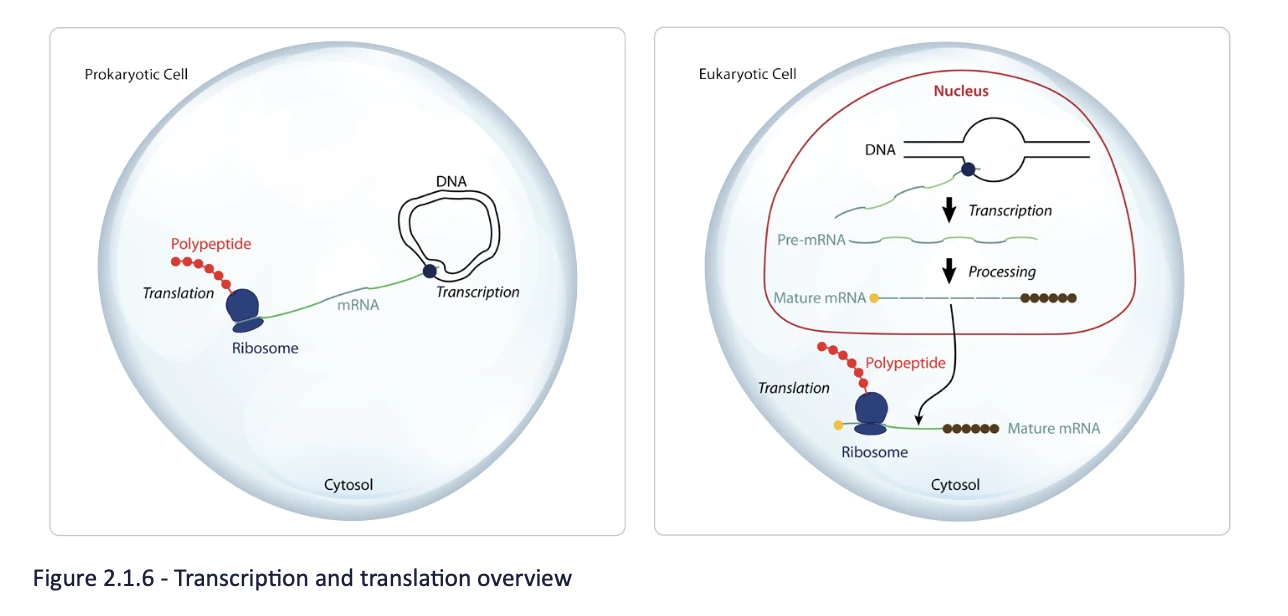 Prokaryotic Cell
DNA
Polypeptide
Translation
mRNA
Transcription
Ribosome
Cytosol
Eukaryotic Cell
Nucleus
DNA
Transcription
Pre-mRNA
Processing
Mature mRNA
Polypeptide
Translation
Mature mRNA
Ribosome
Cytosol
Figure 2.1.6 - Transcription and translation overview